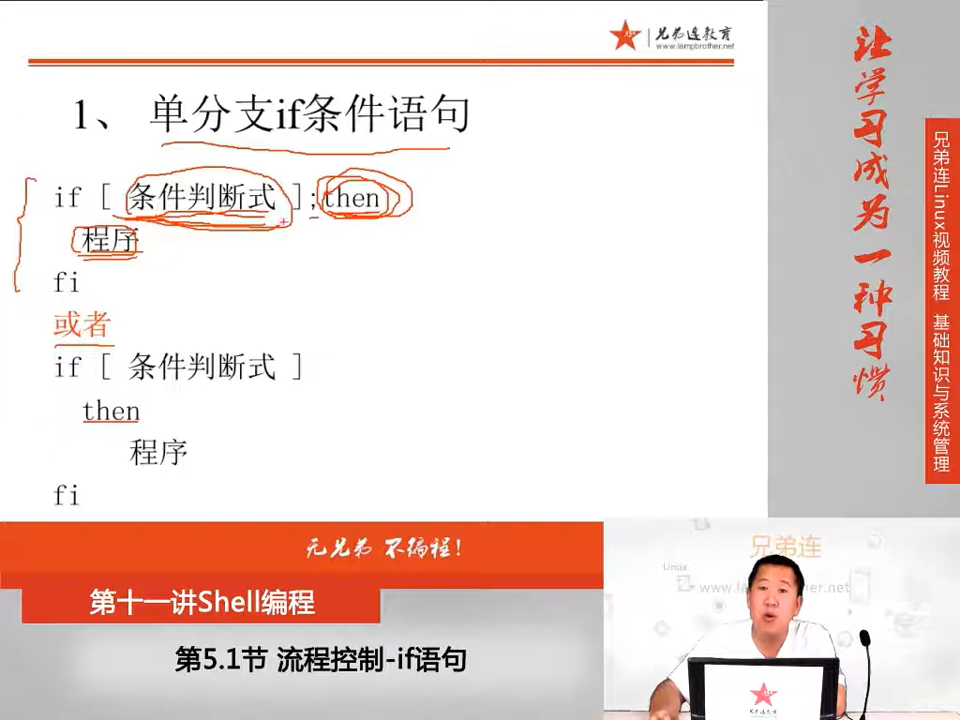 兄弟连教育
www.lampbrother.net
1、 单分支if条件语句
if [ 条件判断式 ];then
程序
fi
或者
if [ 条件判断式 ]
then
程序
fi
无兄弟 不编程！
第十一讲Shell编程
第5.1节 流程控制-if语句
让学习成为一种习惯
兄弟连Linux视频教程 基础知识与系统管理
兄弟连
Linux